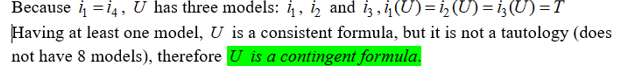 Because i₁ = i₄, U has three models: i₁, i₂ and i₃, i₁(U) = i₂(U) = i₃(U) = T
Having at least one model, U is a consistent formula, but it is not a tautology (does
not have 8 models), therefore U is a contingent formula.